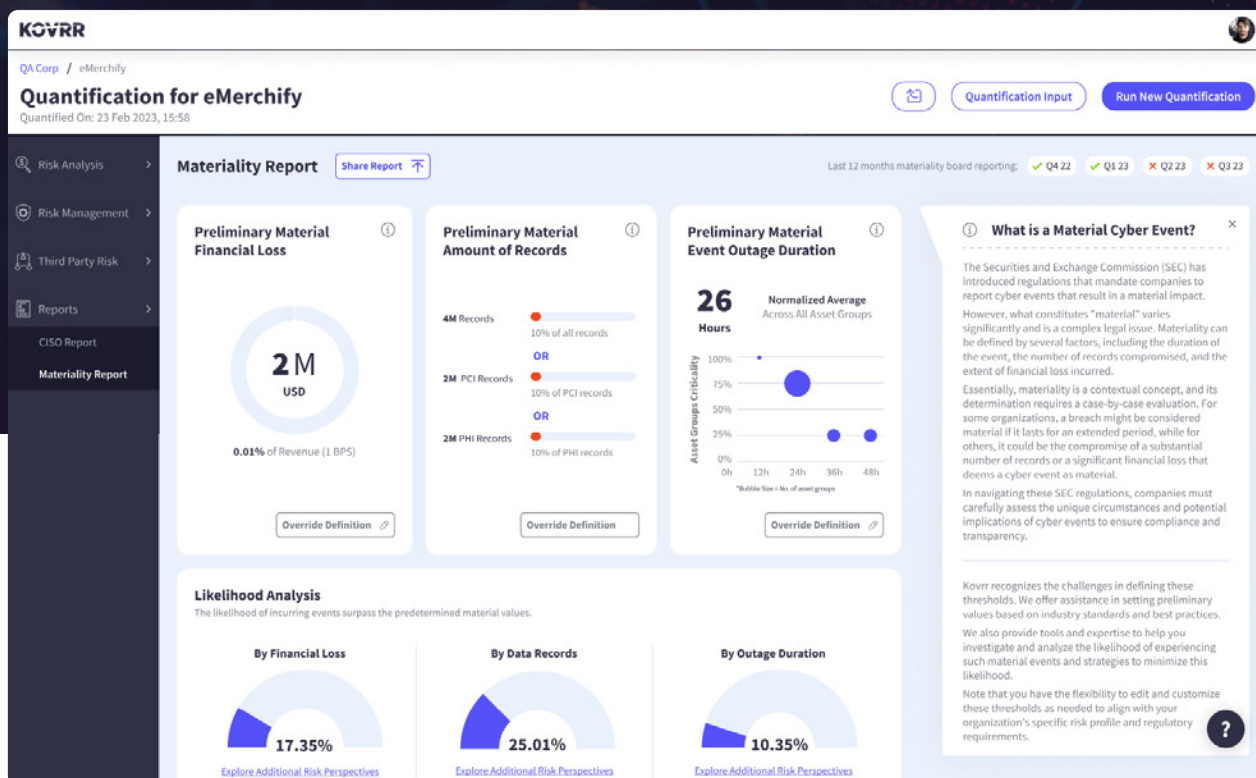 KOVRR
QA Corp / eMerchify
Quantification for eMerchify
Quantified On: 23 Feb 2023, 15:58
Quantification Input
Run New Quantification
Risk Analysis
Risk Management
Third Party Risk
Reports
CISO Report
Materiality Report
Materiality Report
Share Report
Last 12 months materiality board reporting:
Q4 22
Q1 23
Q2 23
Q3 23
Preliminary Material
Financial Loss
2 M
USD
0.01% of Revenue (1 BPS)
Override Definition
Preliminary Material
Amount of Records
4M Records
10% of all records
OR
2M PCI Records
10% of PCI records
OR
2M PHI Records
10% of PHI records
Override Definition
Preliminary Material
Event Outage Duration
26
Hours
Normalized Average
Across All Asset Groups
Asset Groups Criticality
100%
75%
50%
25%
0%
0h 12h 24h 36h 48h
*Bubble Size = No. of asset groups
Override Definition
What is a Material Cyber Event?
The Securities and Exchange Commission (SEC) has
introduced regulations that mandate companies to
report cyber events that result in a material impact.
However, what constitutes "material" varies
significantly and is a complex legal issue. Materiality can
be defined by several factors, including the duration of
the event, the number of records compromised, and the
extent of financial loss incurred.
Essentially, materiality is a contextual concept, and its
determination requires a case-by-case evaluation. For
some organizations, a breach might be considered
material if it lasts for an extended period, while for
others, it could be the compromise of a substantial
number of records or a significant financial loss that
deems a cyber event as material.
In navigating these SEC regulations, companies must
carefully assess the unique circumstances and potential
implications of cyber events to ensure compliance and
transparency.
Kovrr recognizes the challenges in defining these
thresholds. We offer assistance in setting preliminary
values based on industry standards and best practices.
We also provide tools and expertise to help you
investigate and analyze the likelihood of experiencing
such material events and strategies to minimize this
likelihood.
Note that you have the flexibility to edit and customize
these thresholds as needed to align with your
organization's specific risk profile and regulatory
requirements.
?
Likelihood Analysis
The likelihood of incurring events surpass the predetermined material values.
By Financial Loss
17.35%
Explore Additional Risk Perspectives
By Data Records
25.01%
Explore Additional Risk Perspectives
By Outage Duration
10.35%
Explore Additional Risk Perspectives